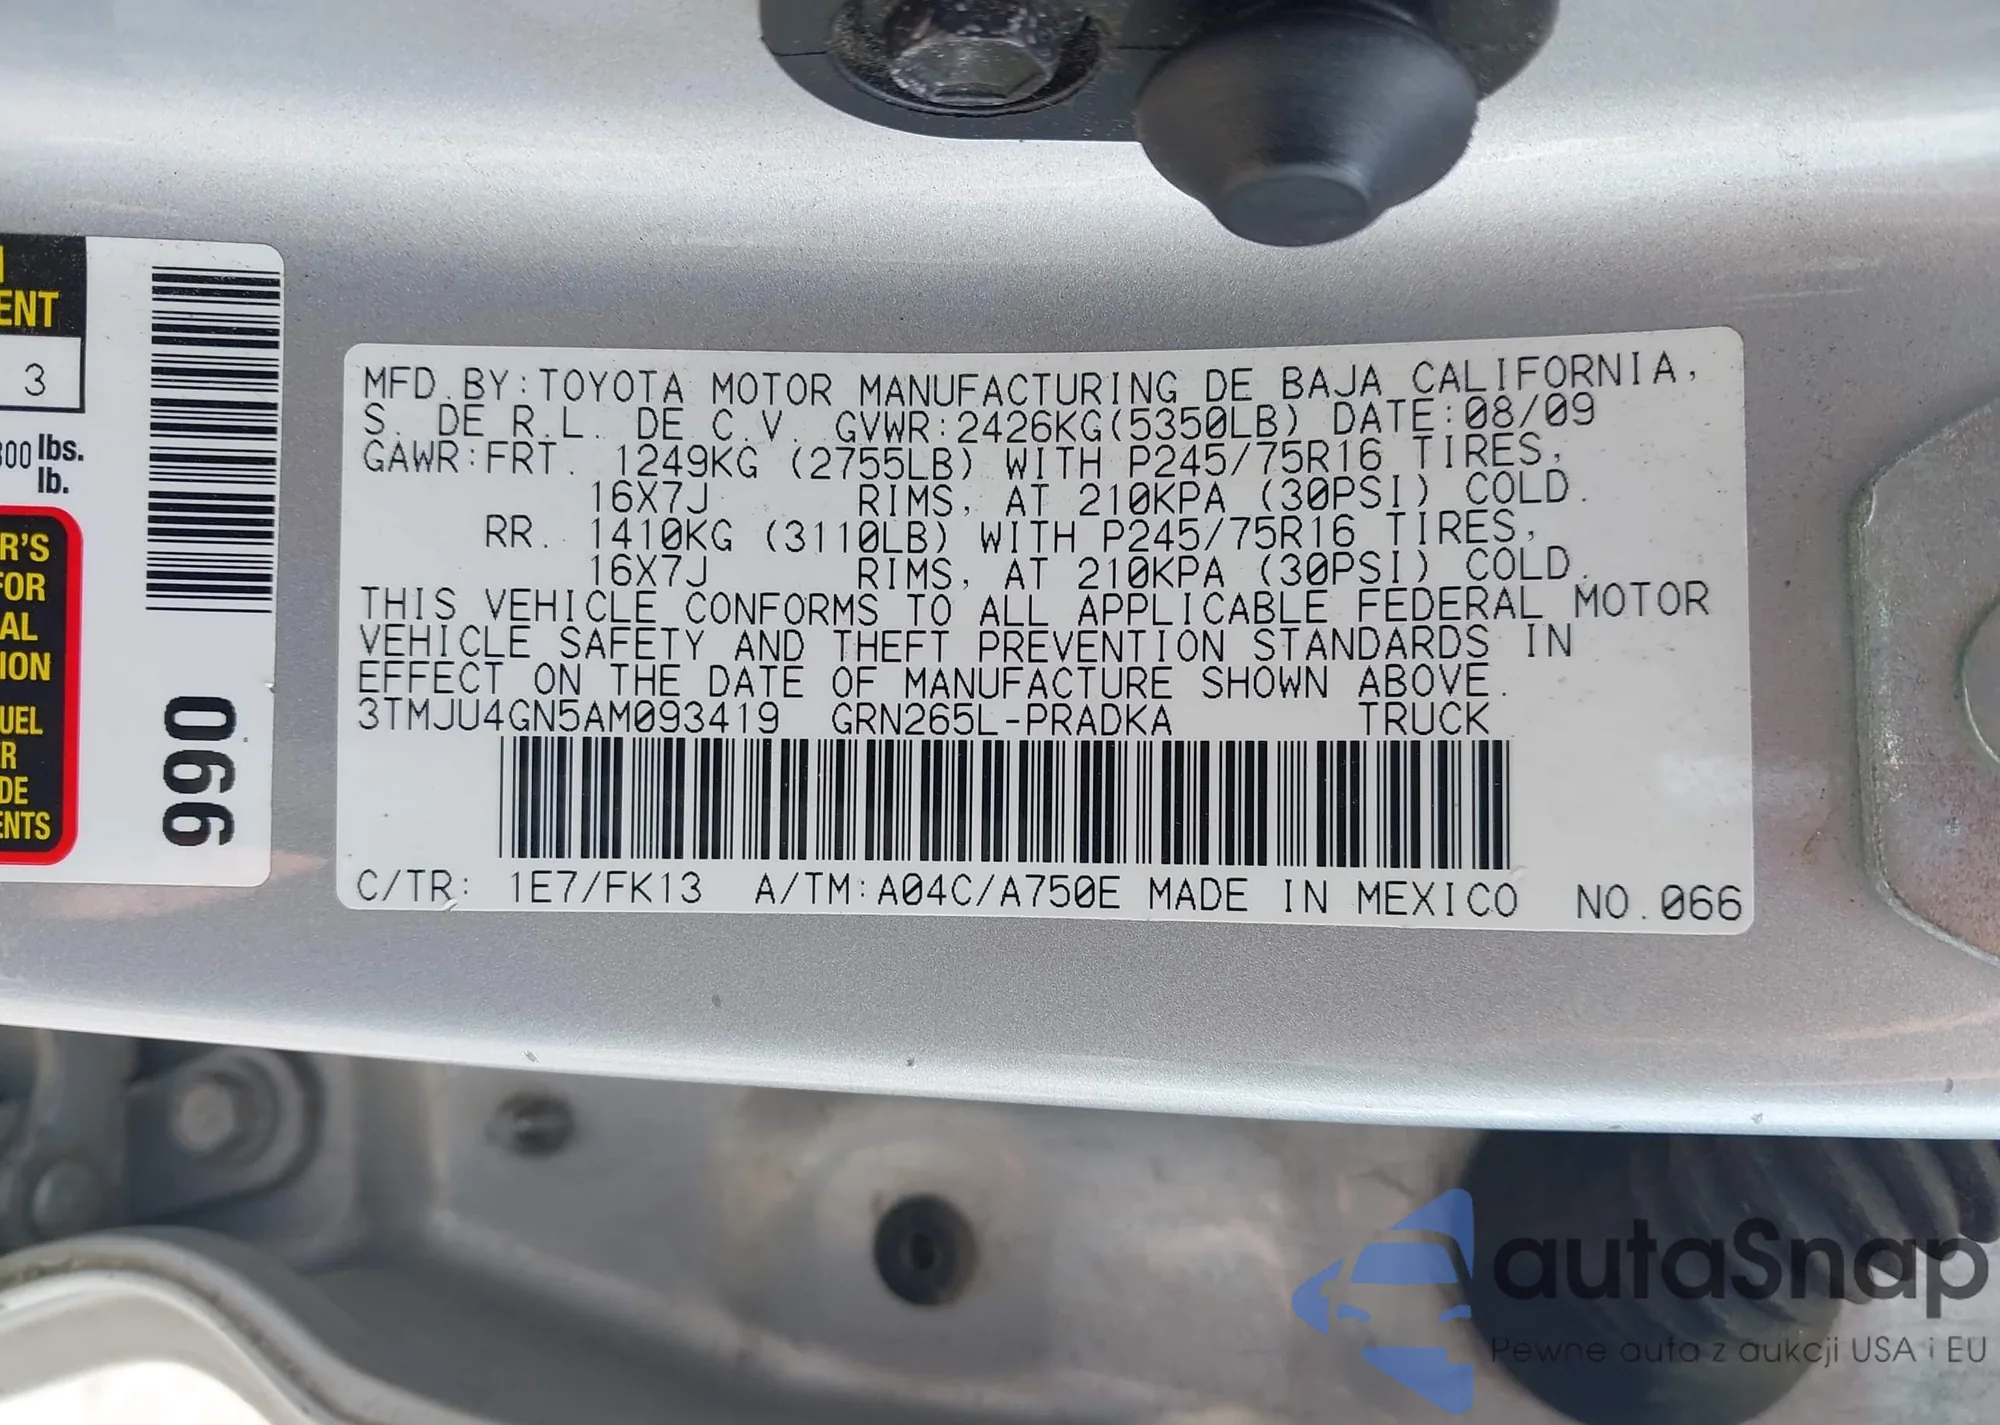 ENT
3
300 lbs.
lb.
R'S
FOR
AL
ION
UEL
R
DE
ENTS
990
MFD.BY:TOYOTA MOTOR MANUFACTURING DE BAJA CALIFORNIA,
S. DE R.L. DE C.V. GVWR:2426KG(5350LB) DATE:08/09
GAWR:FRT. 1249KG (2755LB) WITH P245/75R16 TIRES,
16X7J RIMS, AT 210KPA (30PSI) COLD.
RR. 1410KG (3110LB) WITH P245/75R16 TIRES,
16X7J RIMS, AT 210KPA (30PSI) COLD.
THIS VEHICLE CONFORMS TO ALL APPLICABLE FEDERAL MOTOR
VEHICLE SAFETY AND THEFT PREVENTION STANDARDS IN
EFFECT ON THE DATE OF MANUFACTURE SHOWN ABOVE.
3TMJU4GN5AM093419 GRN265L-PRADKA TRUCK
C/TR: 1E7/FK13 A/TM:A04C/A750E MADE IN MEXICO NO.066
autaSnap
Pewne auta z aukcji USA i EU